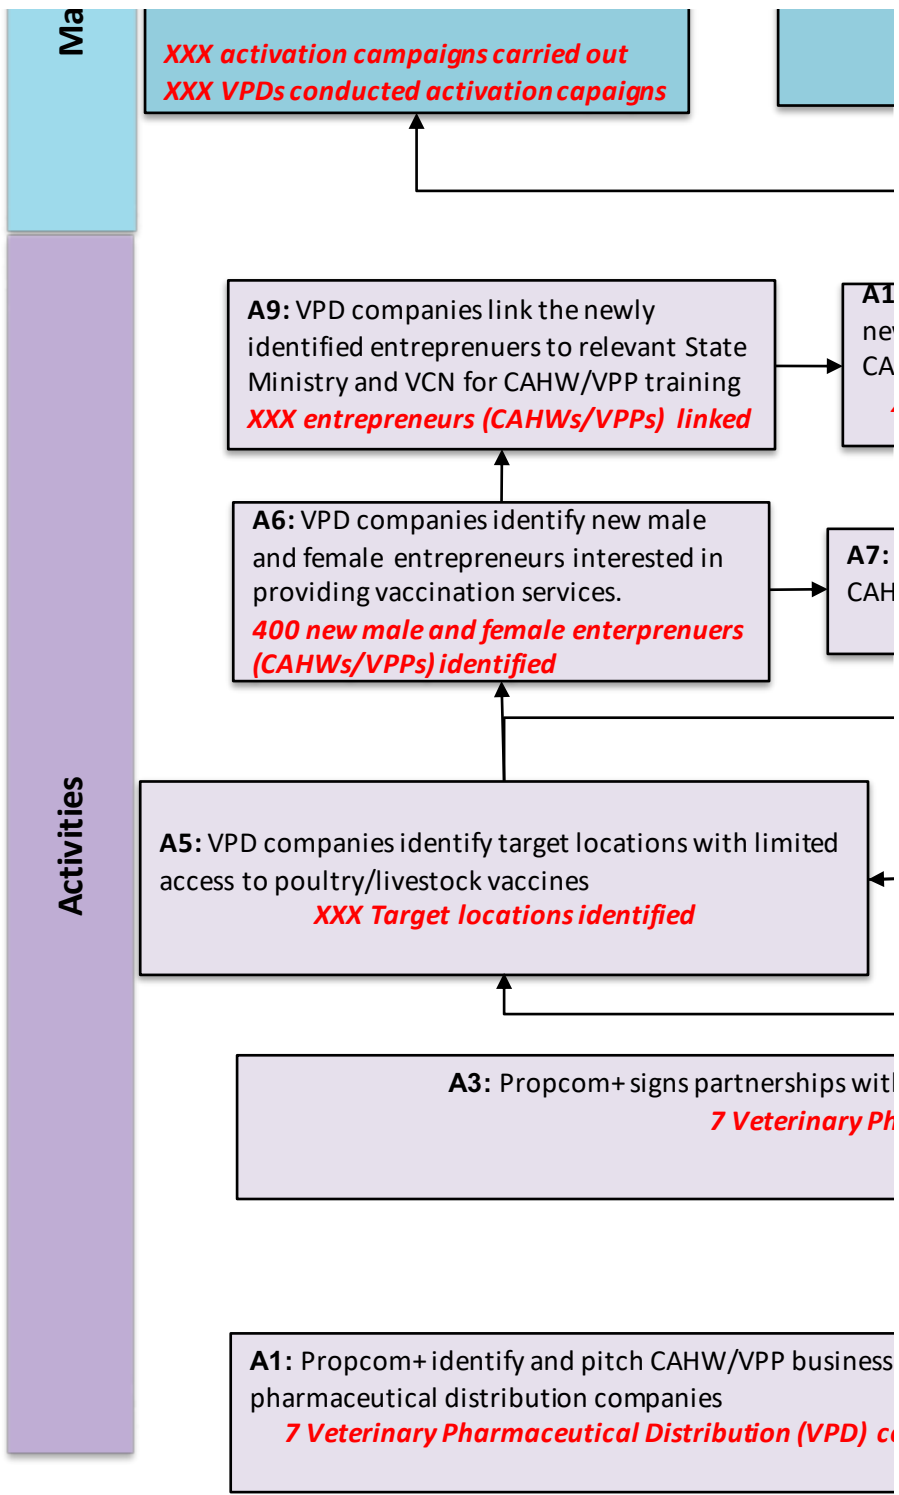 Ma
XXX activation campaigns carried out
XXX VPDs conducted activation capaigns
Activities
A9: VPD companies link the newly
identified entreprenuers to relevant State
Ministry and VCN for CAHW/VPP training
XXX entrepreneurs (CAHWs/VPPs) linked
A1
CA
A6: VPD companies identify new male
and female entrepreneurs interested in
providing vaccination services.
400 new male and female enterprenuers
(CAHWs/VPPs) identified
A7:
CAH
A5: VPD companies identify target locations with limited
access to poultry/livestock vaccines
XXX Target locations identified
A3: Propcom+ signs partnerships with
7 Veterinary Ph
A1: Propcom+ identify and pitch CAHW/VPP business
pharmaceutical distribution companies
7 Veterinary Pharmaceutical Distribution (VPD)